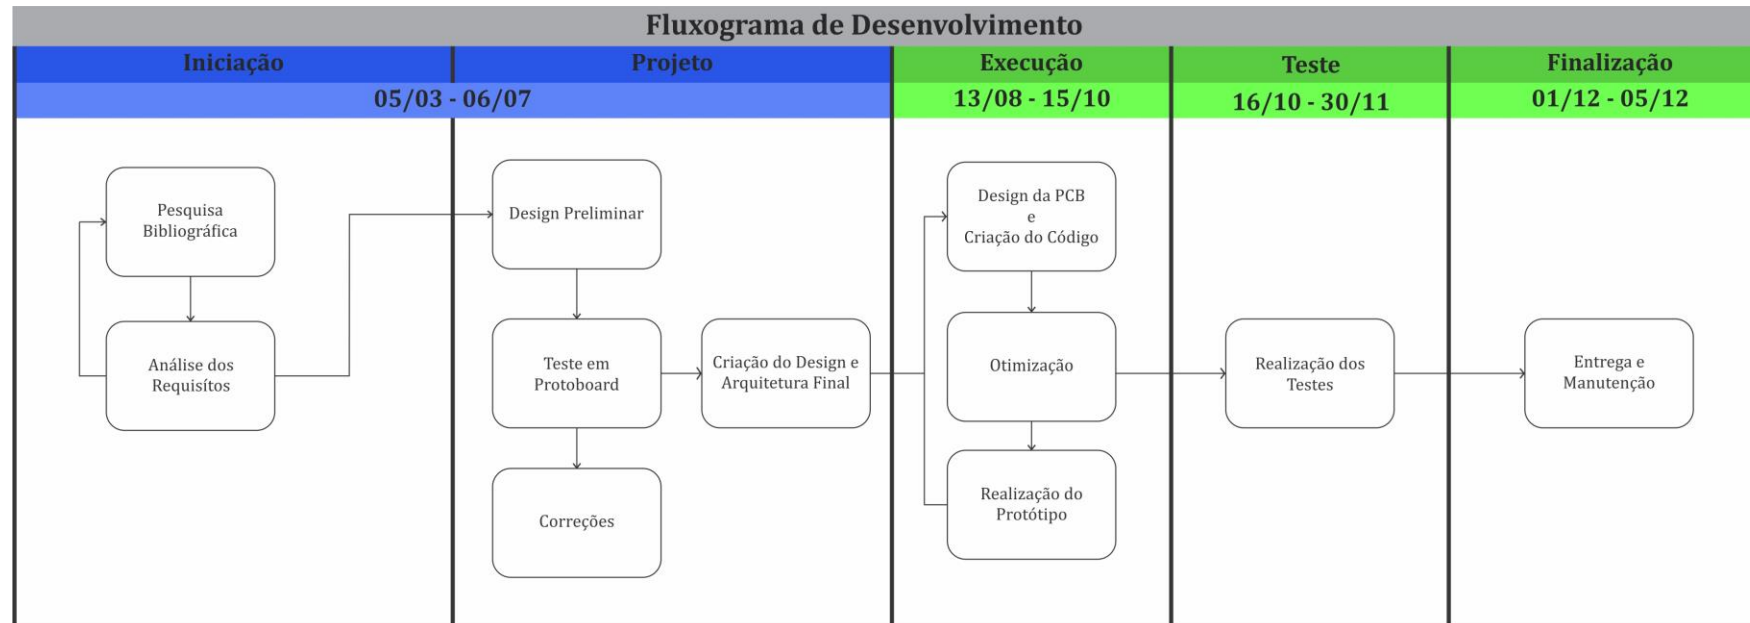 Fluxograma de Desenvolvimento
Iniciação
Projeto
Execução
Teste
Finalização
05/03 - 06/07
13/08 - 15/10
16/10 - 30/11
01/12 - 05/12
Pesquisa
Bibliográfica
Análise dos
Requisítos
Design Preliminar
Teste em
Protoboard
Correções
Criação do Design e
Arquitetura Final
Design da PCB
e
Criação do Código
Otimização
Realização do
Protótipo
Realização dos
Testes
Entrega e
Manutenção